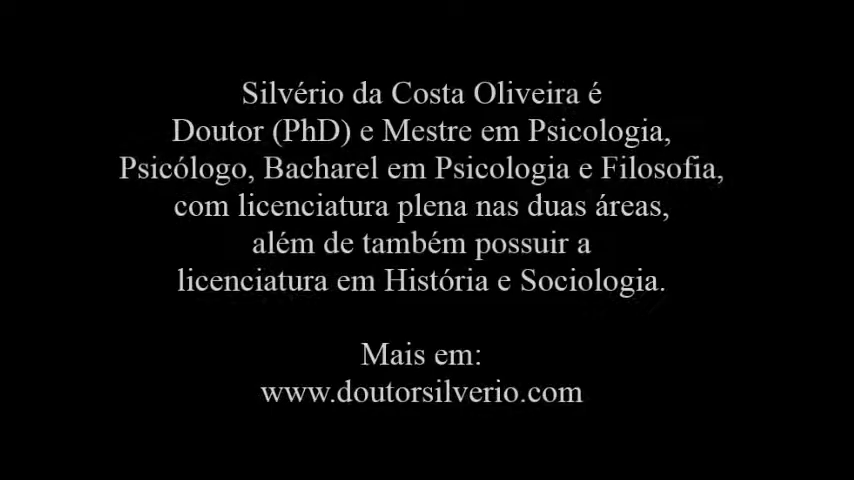 Silvério da Costa Oliveira é
Doutor (PhD) e Mestre em Psicologia,
Psicólogo, Bacharel em Psicologia e Filosofia,
com licenciatura plena nas duas áreas,
além de também possuir a
licenciatura em História e Sociologia.
Mais em:
www.doutorsilverio.com